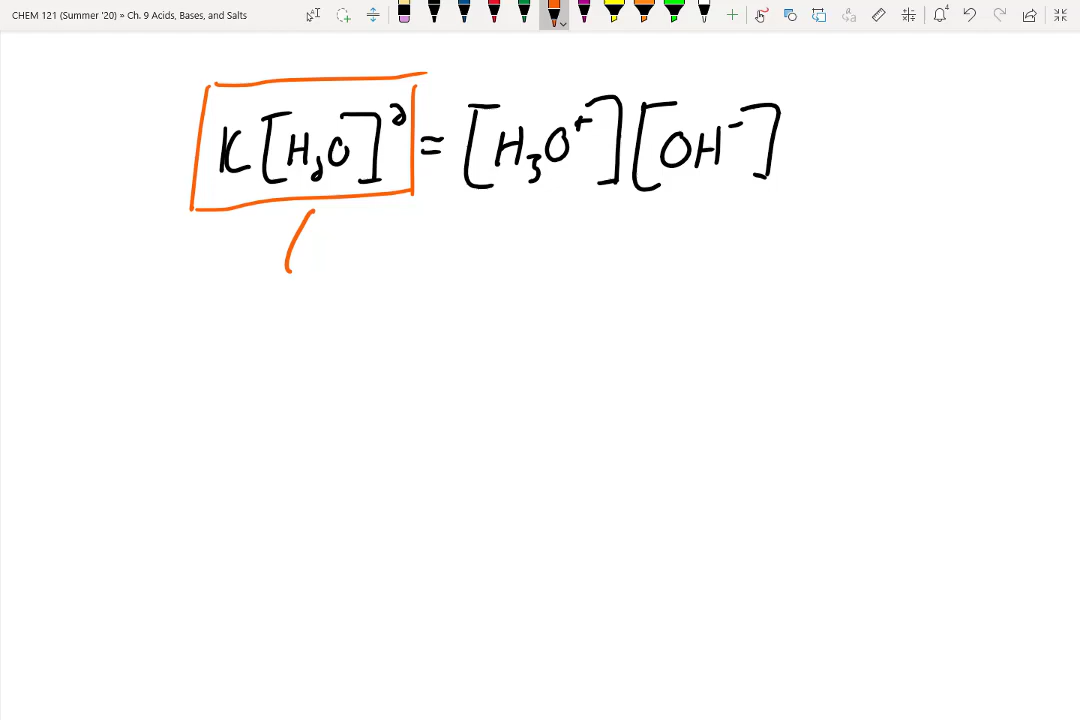 CHEM 121 (Summer '20) » Ch. 9 Acids, Bases, and Salts
K[H₂O]² = [H₃O⁺][OH⁻]